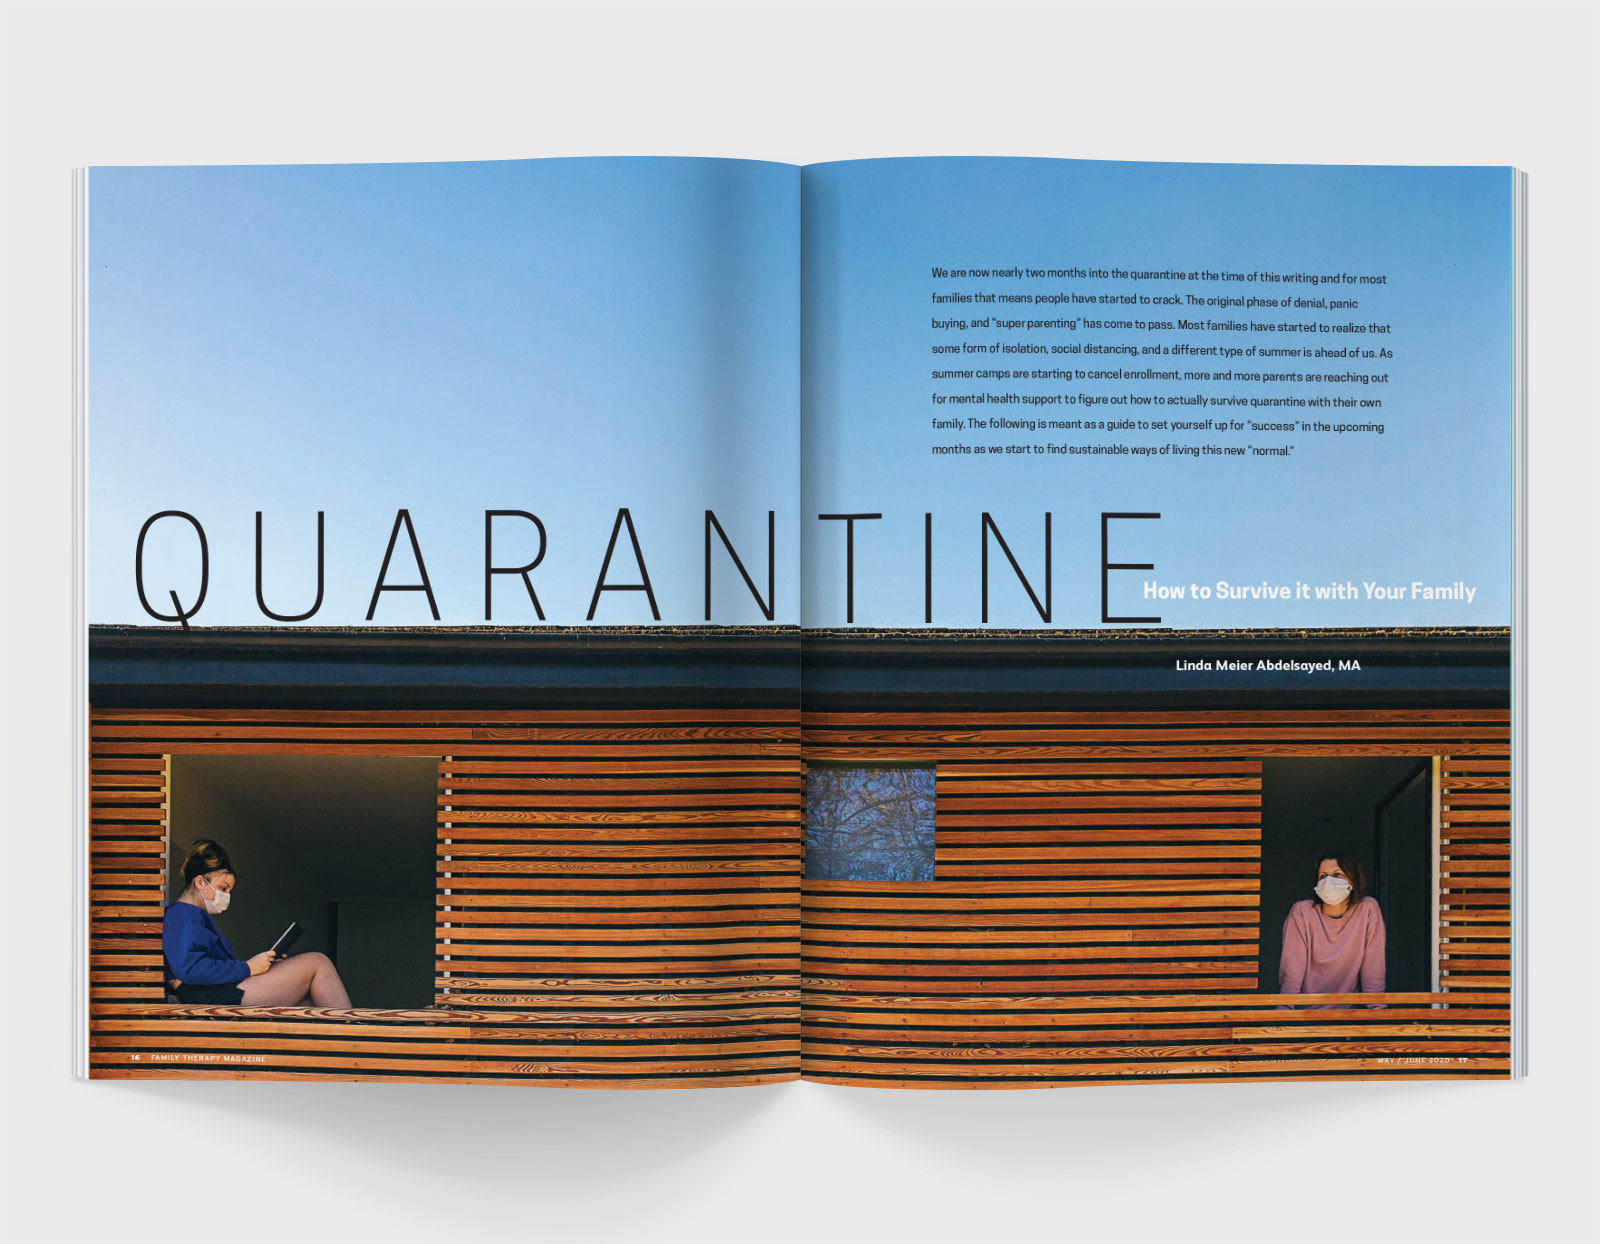 We are now nearly two months into the quarantine at the time of this writing and for most
families that means people have started to crack. The original phase of denial, panic
buying, and “super parenting” has come to pass. Most families have started to realize that
some form of isolation, social distancing, and a different type of summer is ahead of us. As
summer camps are starting to cancel enrollment, more and more parents are reaching out
for mental health support to figure out how to actually survive quarantine with their own
family. The following is meant as a guide to set yourself up for “success” in the upcoming
months as we start to find sustainable ways of living this new “normal.”
QUARANTINE
How to Survive it with Your Family
Linda Meier Abdelsayed, MA
16 FAMILY THERAPY MAGAZINE
MAY / JUNE 2020 17